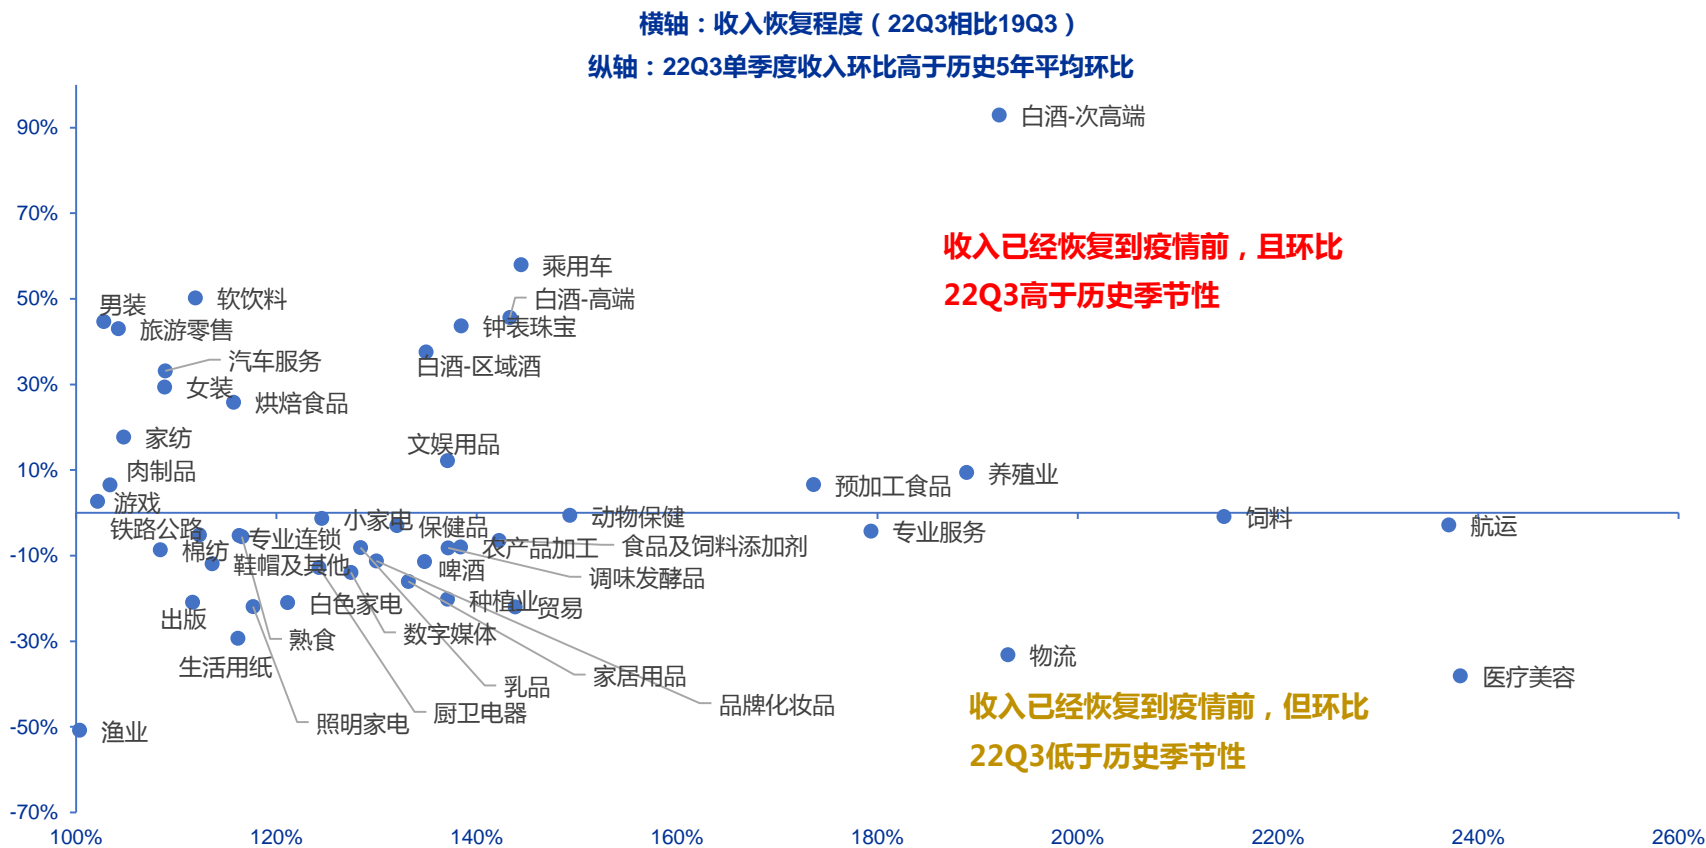 横轴：收入恢复程度（22Q3相比19Q3）
纵轴：22Q3单季度收入环比高于历史5年平均环比
90%
白酒-次高端
70%
收入已经恢复到疫情前，且环比
22Q3高于历史季节性
乘用车
50%
软饮料
白酒-高端
男装
旅游零售
钟表珠宝
汽车服务
白酒-区域酒
30%
女装
烘焙食品
家纺
文娱用品
10%
肉制品
养殖业
预加工食品
游戏
铁路公路
小家电
保健品
动物保健
专业服务
饲料
航运
-10%
棉纺
专业连锁
农产品加工
食品及饲料添加剂
鞋帽及其他
啤酒
调味发酵品
出版
白色家电
种植业
贸易
-30%
熟食
数字媒体
生活用纸
乳品
家居用品
物流
医疗美容
品牌化妆品
收入已经恢复到疫情前，但环比
22Q3低于历史季节性
-50%
渔业
照明家电
厨卫电器
-70%
100%
120%
140%
160%
180%
200%
220%
240%
260%